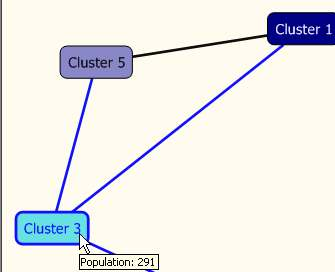 Cluster 1
Cluster 5
Cluster 3
Population: 291